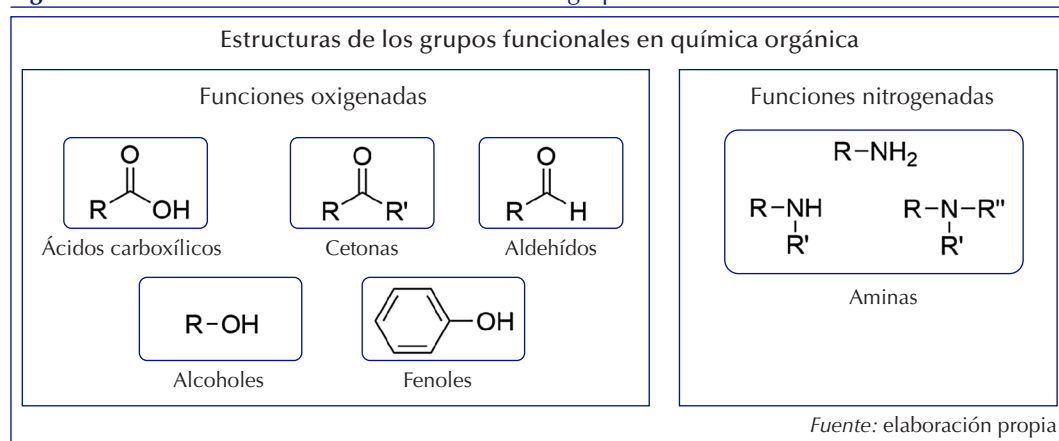 Estructuras de los grupos funcionales en química orgánica
Funciones oxigenadas
O
R OH
Ácidos carboxílicos
O
R R'
Cetonas
O
R H
Aldehídos
R-OH
Alcoholes
OH
Fenoles
Funciones nitrogenadas
R-NH₂
R-NH
R'
R-N-R''
R'
Aminas
Fuente: elaboración propia